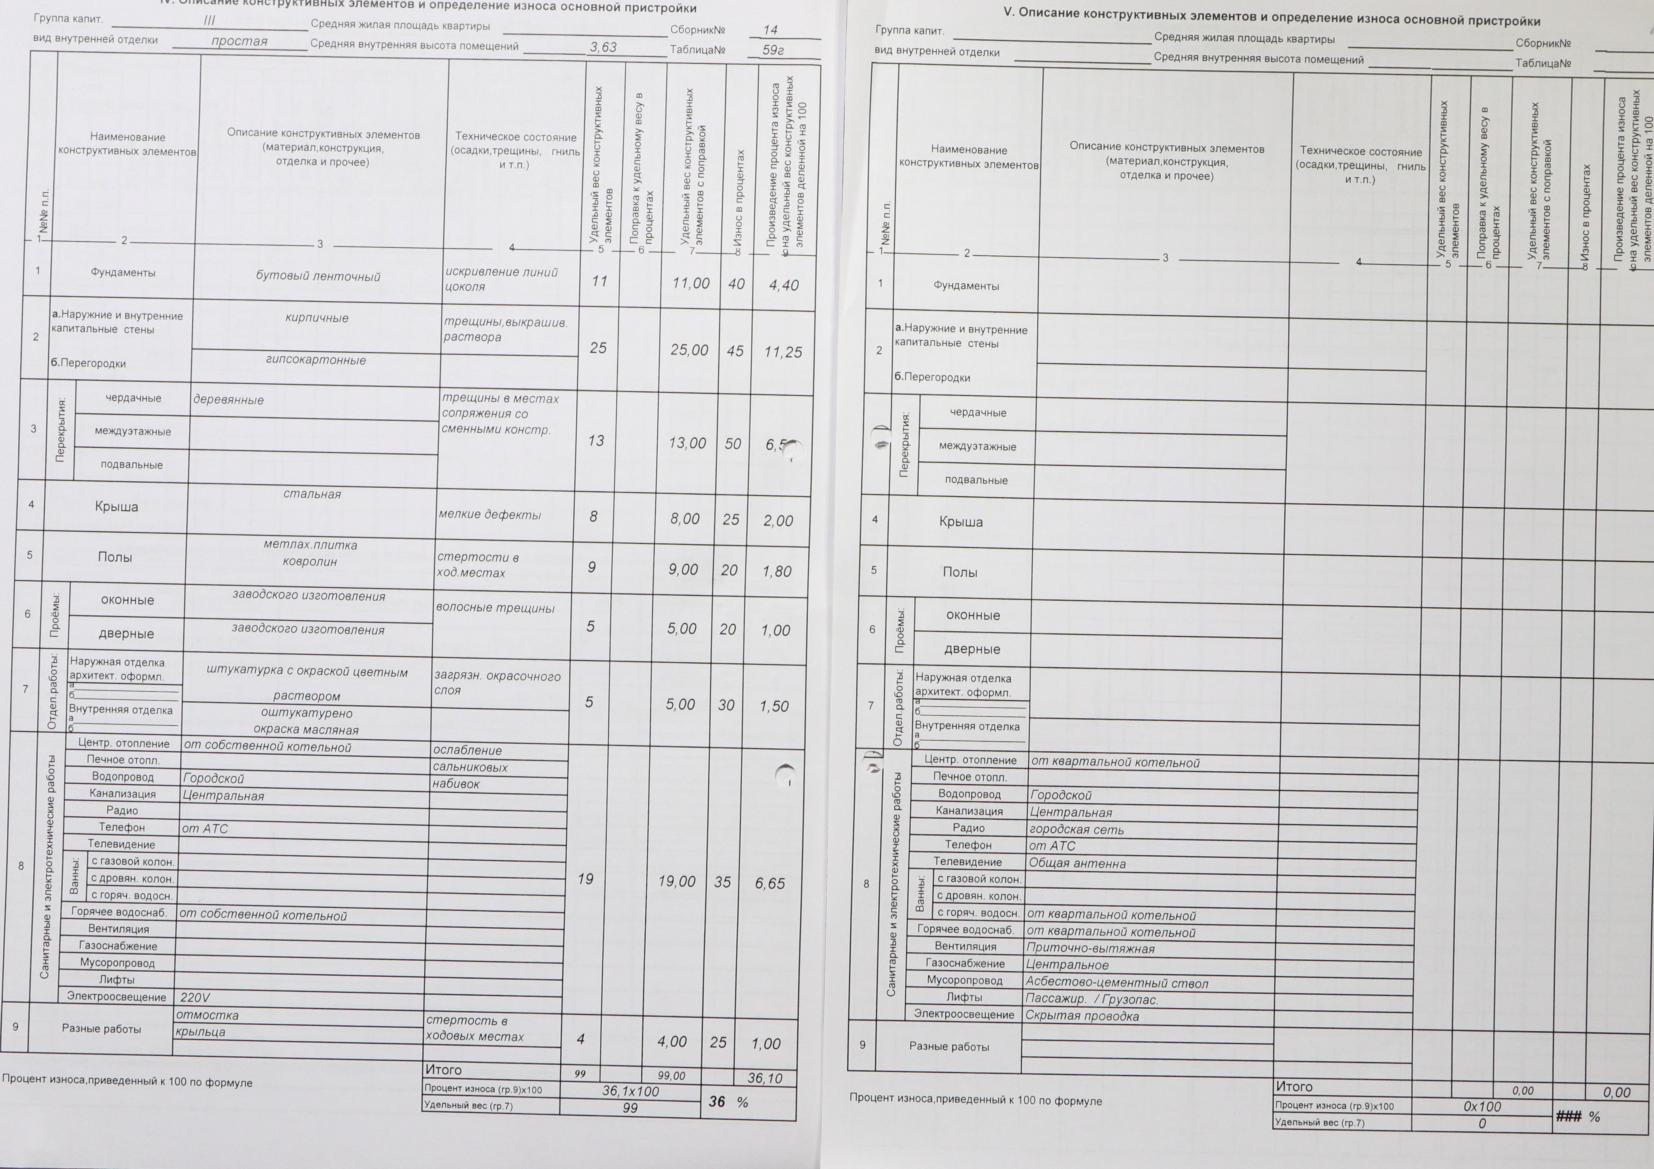 IV. Описание конструктивных элементов и определение износа основной пристройки
Группа капит. III Средняя жилая площадь квартиры Сборник№ 14
вид внутренней отделки простая Средняя внутренняя высота помещений 3,63 Таблица№ 59г
№№ п.п.
Наименование конструктивных элементов
Описание конструктивных элементов
(материал,конструкция,
отделка и прочее)
Техническое состояние
(осадки,трещины, гниль
и т.п.)
Удельный вес конструктивных элементов
Поправка к удельному весу в процентах
Удельный вес конструктивных элементов с поправкой
Износ в процентах
Произведение процента износа на удельный вес конструктивных элементов деленной на 100
1 2 3 4 5 6 7 8 9
1 Фундаменты бутовый ленточный искривление линий цоколя 11 11,00 40 4,40
2 а.Наружние и внутренние капитальные стены кирпичные трещины,выкрашив. раствора 25 25,00 45 11,25
б.Перегородки гипсокартонные
3 Перекрытия: чердачные деревянные трещины в местах сопряжения со сменными констр. 13 13,00 50
междуэтажные
подвальные
4 Крыша стальная мелкие дефекты 8 8,00 25 2,00
5 Полы метлах.плитка ковролин стертости в ход.местах 9 9,00 20 1,80
6 Проёмы: оконные заводского изготовления волосные трещины 5 5,00 20 1,00
дверные заводского изготовления
7 Отдел.работы: Наружная отделка архитект. оформл. штукатурка с окраской цветным раствором загрязн. окрасочного слоя 5 5,00 30 1,50
а
б
Внутренняя отделка оштукатурено
а окраска масляная
б
8 Санитарные и электротехнические работы 19 19,00 35 6,65
Центр. отопление от собственной котельной ослабление
Печное отопл. сальниковых
Водопровод Городской набивок
Канализация Центральная
Радио
Телефон от АТС
Телевидение
Ванны: с газовой колон.
с дровян. колон.
с горяч. водосн.
Горячее водоснаб. от собственной котельной
Вентиляция
Газоснабжение
Мусоропровод
Лифты
Электроосвещение 220V
9 Разные работы отмостка стертость в ходовых местах 4 4,00 25 1,00
крыльца
Итого 99 99,00 36,10
Процент износа,приведенный к 100 по формуле
Процент износа (гр.9)х100 36,1x100
Удельный вес (гр.7) 99
36 %
V. Описание конструктивных элементов и определение износа основной пристройки
Группа капит. Средняя жилая площадь квартиры Сборник№
вид внутренней отделки Средняя внутренняя высота помещений Таблица№
№№ п.п.
Наименование
конструктивных элементов
Описание конструктивных элементов
(материал,конструкция,
отделка и прочее)
Техническое состояние
(осадки,трещины, гниль
и т.п.)
Удельный вес конструктивных элементов
Поправка к удельному весу в процентах
Удельный вес конструктивных элементов с поправкой
Износ в процентах
Произведение процента износа на удельный вес конструктивных элементов деленной на 100
1 2 3 4 5 6 7 8 9
1 Фундаменты
2 а.Наружние и внутренние
капитальные стены
б.Перегородки
3 Перекрытия: чердачные
междуэтажные
подвальные
4 Крыша
5 Полы
6 Проёмы: оконные
дверные
7 Отдел.работы: Наружная отделка
архитект. оформл.
а
б
Внутренняя отделка
а
б
8 Санитарные и электротехнические работы
Центр. отопление от квартальной котельной
Печное отопл.
Водопровод Городской
Канализация Центральная
Радио городская сеть
Телефон от АТС
Телевидение Общая антенна
Ванны: с газовой колон.
с дровян. колон.
с горяч. водосн. от квартальной котельной
Горячее водоснаб. от квартальной котельной
Вентиляция Приточно-вытяжная
Газоснабжение Центральное
Мусоропровод Асбестово-цементный ствол
Лифты Пассажир. / Грузопас.
Электроосвещение Скрытая проводка
9 Разные работы
Итого 0,00 0,00
Процент износа,приведенный к 100 по формуле
Процент износа (гр.9)х100 0x100
Удельный вес (гр.7) 0
### %